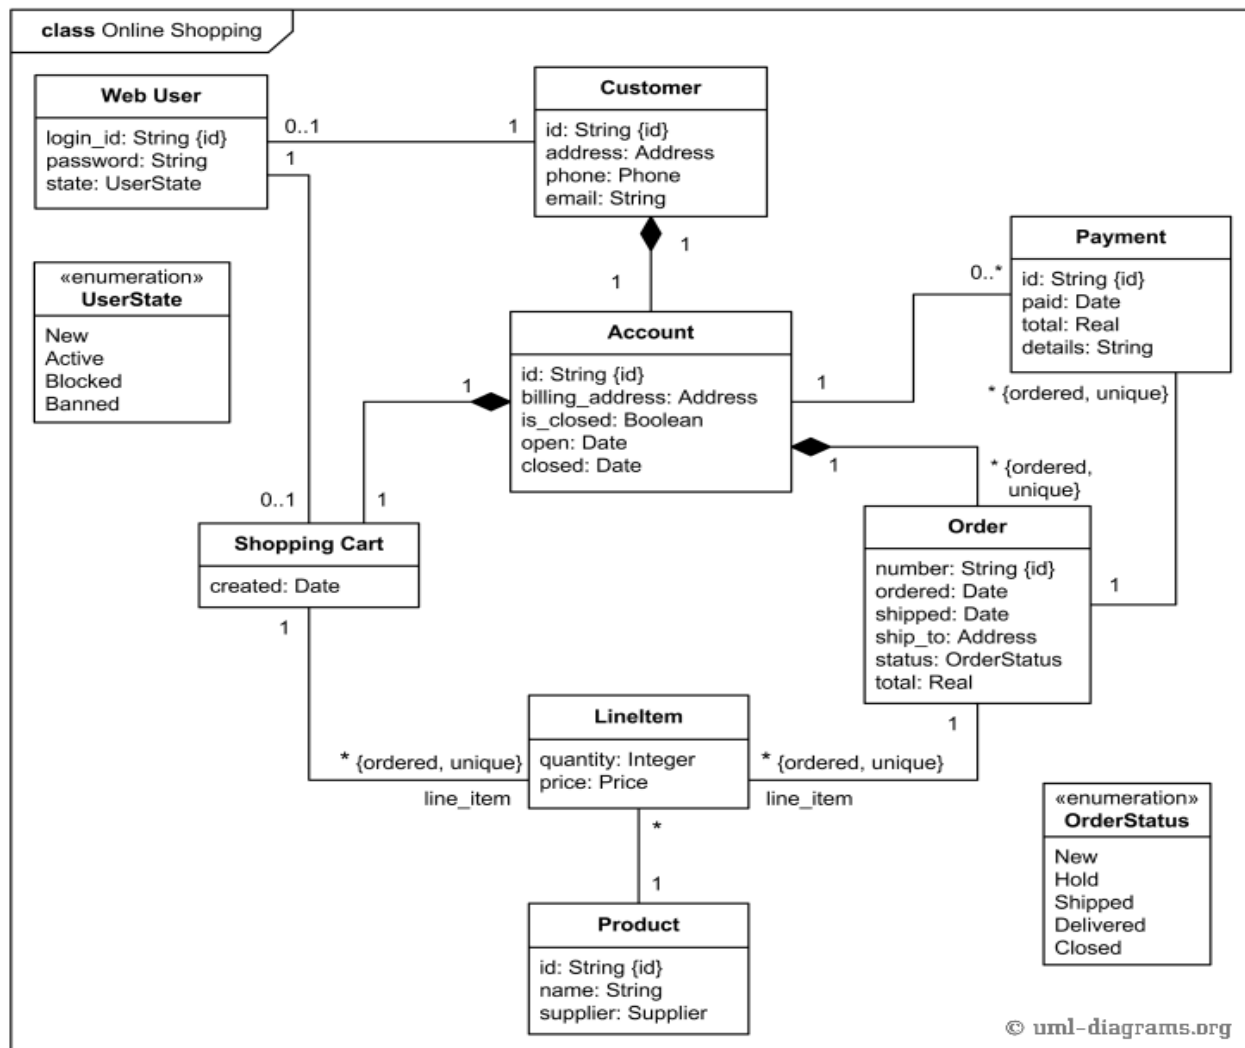 class Online Shopping
Web User
login_id: String {id}
password: String
state: UserState
0..1
1
1
Customer
id: String {id}
address: Address
phone: Phone
email: String
1
1
«enumeration»
UserState
New
Active
Blocked
Banned
Account
id: String {id}
billing_address: Address
is_closed: Boolean
open: Date
closed: Date
1
1
0..*
Payment
id: String {id}
paid: Date
total: Real
details: String
* {ordered, unique}
1
* {ordered,
unique}
0..1
1
Shopping Cart
created: Date
1
Order
number: String {id}
ordered: Date
shipped: Date
ship_to: Address
status: OrderStatus
total: Real
1
1
LineItem
quantity: Integer
price: Price
* {ordered, unique}
line_item
* {ordered, unique}
line_item
*
1
Product
id: String {id}
name: String
supplier: Supplier
«enumeration»
OrderStatus
New
Hold
Shipped
Delivered
Closed
© uml-diagrams.org